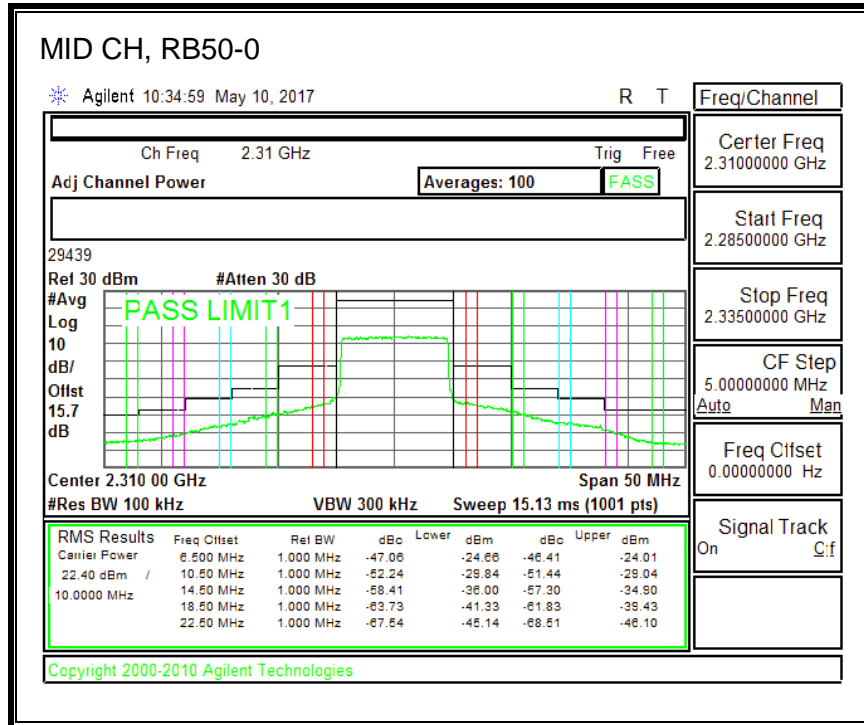 MID CH, RB50-0
Agilent 10:34:59 May 10, 2017 R T
Freq/Channel
Ch Freq 2.31 GHz Trig Free
Adj Channel Power Averages: 100 PASS
29439
Ref 30 dBm #Atten 30 dB
#Avg
Log
10
dB/
Offst
15.7
dB
PASS LIMIT1
Center 2.310 00 GHz Span 50 MHz
#Res BW 100 kHz VBW 300 kHz Sweep 15.13 ms (1001 pts)
RMS Results Freq Offset Ref BW dBc Lower dBm dBc Upper dBm
Carrier Power 6.500 MHz 1.000 MHz -47.06 -24.66 -46.41 -24.01
22.40 dBm / 10.50 MHz 1.000 MHz -52.24 -29.84 -51.44 -29.04
10.0000 MHz 14.50 MHz 1.000 MHz -58.41 -36.00 -57.30 -34.90
18.50 MHz 1.000 MHz -63.73 -41.33 -61.83 -39.43
22.50 MHz 1.000 MHz -67.54 -45.14 -68.51 -46.10
Center Freq
2.31000000 GHz
Start Freq
2.28500000 GHz
Stop Freq
2.33500000 GHz
CF Step
5.00000000 MHz
Auto Man
Freq Offset
0.00000000 Hz
Signal Track
On Off
Copyright 2000-2010 Agilent Technologies